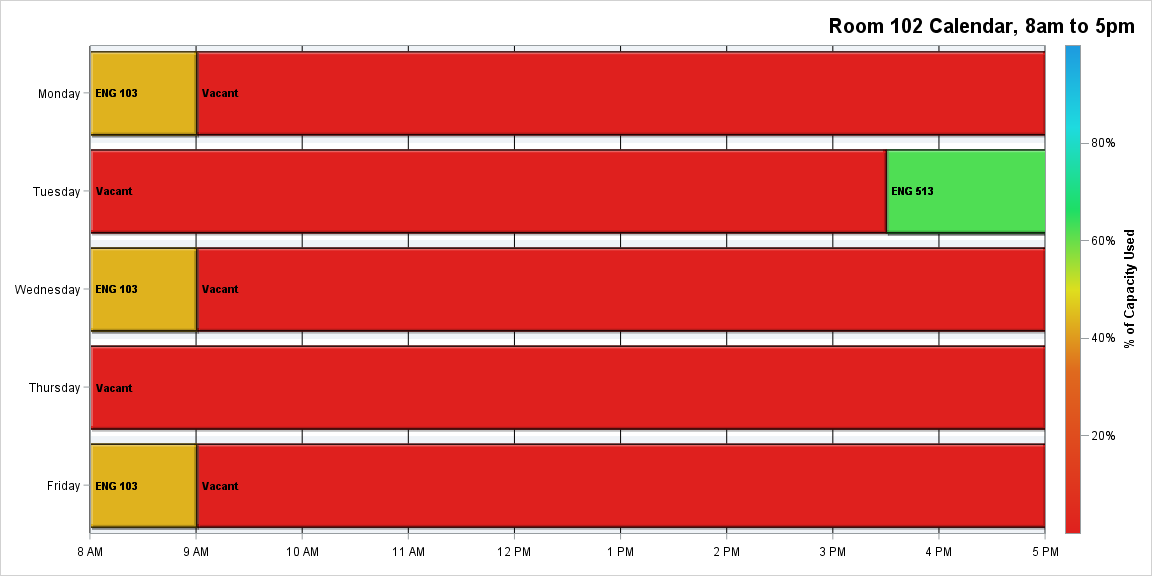 Room 102 Calendar, 8am to 5pm
Monday
ENG 103
Vacant
Tuesday
Vacant
ENG 513
Wednesday
ENG 103
Vacant
Thursday
Vacant
Friday
ENG 103
Vacant
8 AM 9 AM 10 AM 11 AM 12 PM 1 PM 2 PM 3 PM 4 PM 5 PM
80%
60%
40%
20%
% of Capacity Used